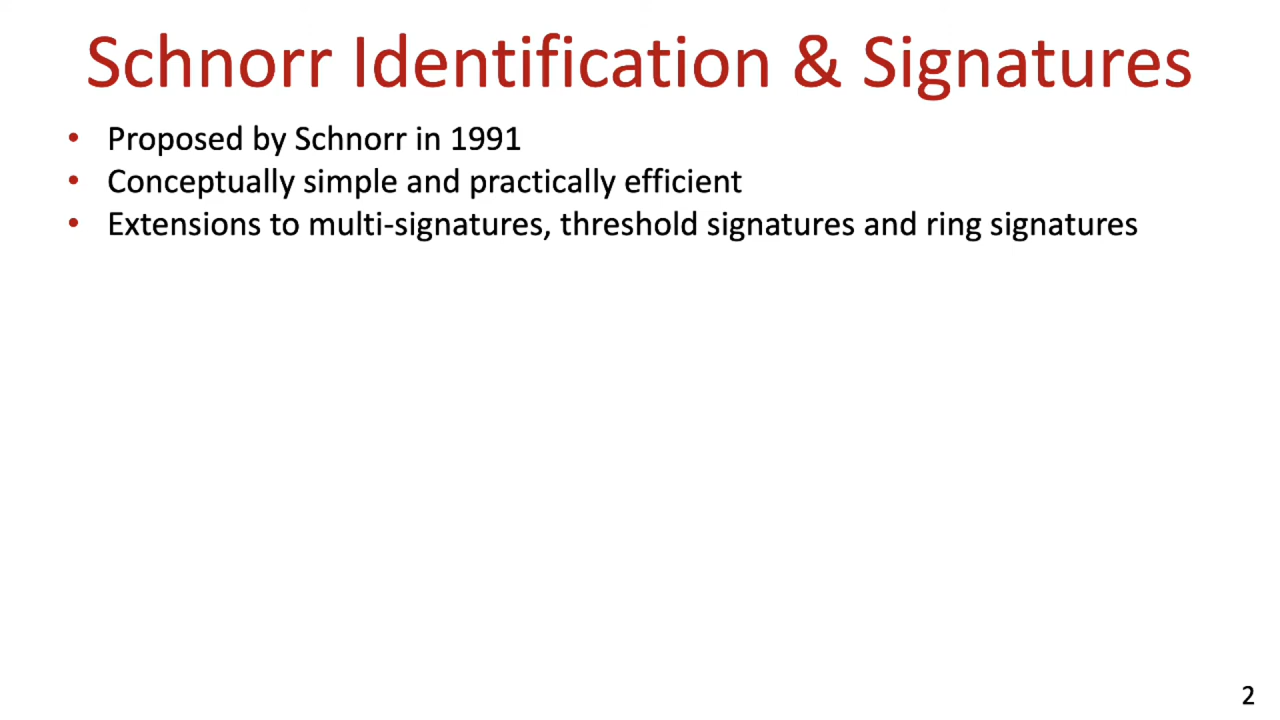 Schnorr Identification & Signatures
• Proposed by Schnorr in 1991
• Conceptually simple and practically efficient
• Extensions to multi-signatures, threshold signatures and ring signatures
2